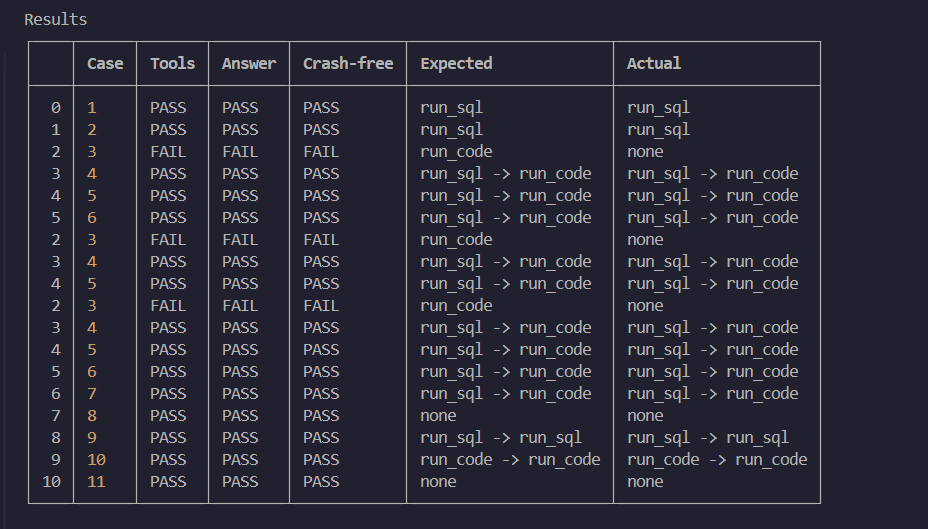 Results
Case Tools Answer Crash-free Expected Actual
0 1 PASS PASS PASS run_sql run_sql
1 2 PASS PASS PASS run_sql run_sql
2 3 FAIL FAIL FAIL run_code none
3 4 PASS PASS PASS run_sql -> run_code run_sql -> run_code
4 5 PASS PASS PASS run_sql -> run_code run_sql -> run_code
5 6 PASS PASS PASS run_sql -> run_code run_sql -> run_code
2 3 FAIL FAIL FAIL run_code none
3 4 PASS PASS PASS run_sql -> run_code run_sql -> run_code
4 5 PASS PASS PASS run_sql -> run_code run_sql -> run_code
2 3 FAIL FAIL FAIL run_code none
3 4 PASS PASS PASS run_sql -> run_code run_sql -> run_code
4 5 PASS PASS PASS run_sql -> run_code run_sql -> run_code
5 6 PASS PASS PASS run_sql -> run_code run_sql -> run_code
6 7 PASS PASS PASS run_sql -> run_code run_sql -> run_code
7 8 PASS PASS PASS none none
8 9 PASS PASS PASS run_sql -> run_sql run_sql -> run_sql
9 10 PASS PASS PASS run_code -> run_code run_code -> run_code
10 11 PASS PASS PASS none none